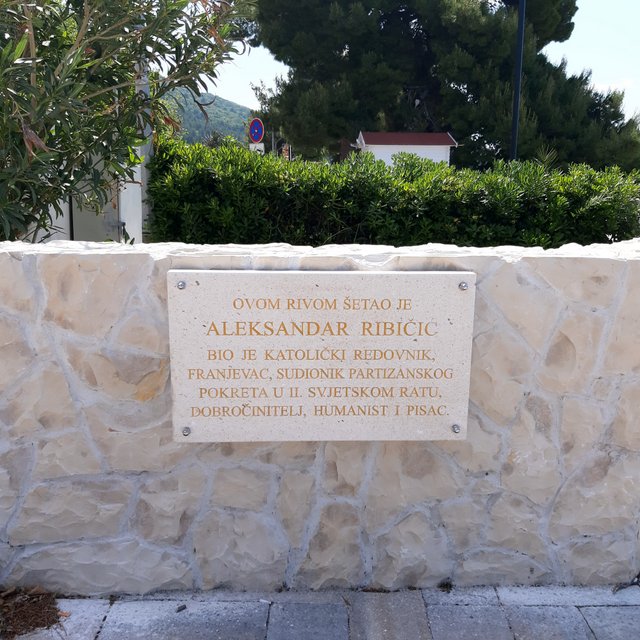 OVOM RIVOM ŠETAO JE
ALEKSANDAR RIBIČIĆ
BIO JE KATOLIČKI REDOVNIK,
FRANJEVAC, SUDIONIK PARTIZANSKOG
POKRETA U II. SVJETSKOM RATU,
DOBROČINITELJ, HUMANIST I PISAC.